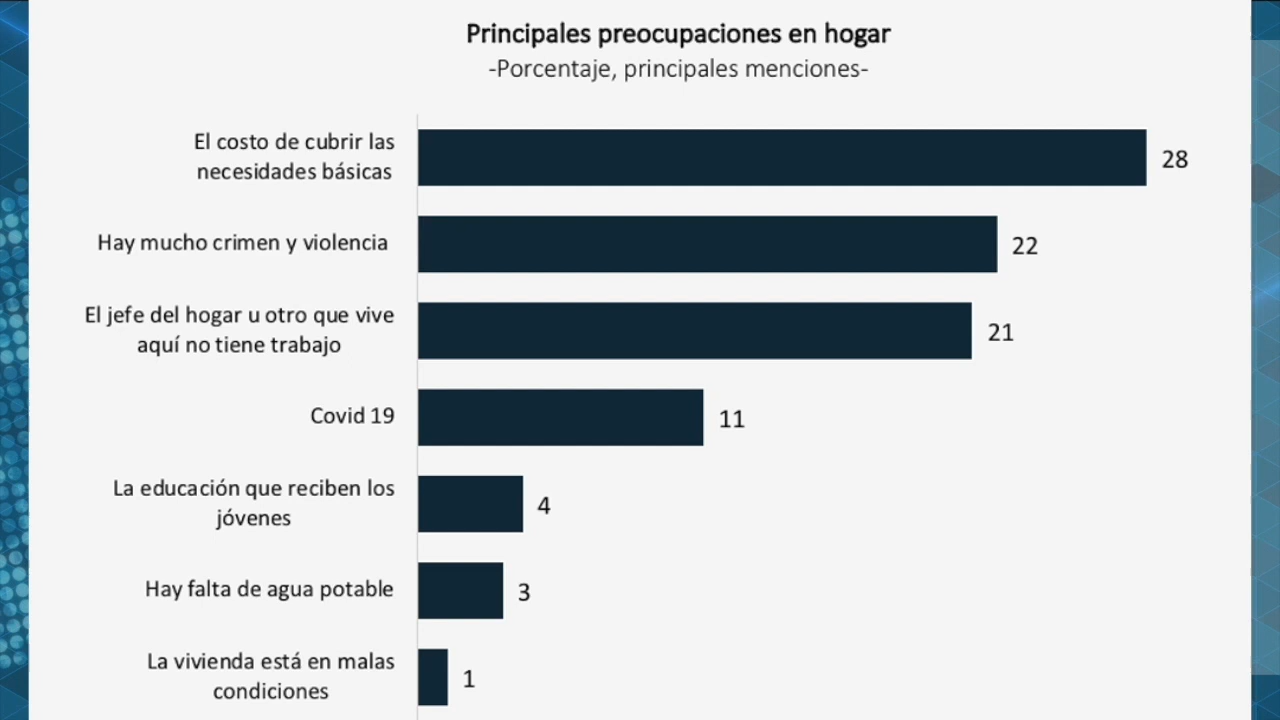 Principales preocupaciones en hogar
-Porcentaje, principales menciones-
El costo de cubrir las
necesidades básicas
28
Hay mucho crimen y violencia
22
El jefe del hogar u otro que vive
aquí no tiene trabajo
21
Covid 19
11
La educación que reciben los
jóvenes
4
Hay falta de agua potable
3
La vivienda está en malas
condiciones
1